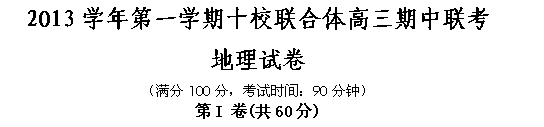 2013 学年第一学期十校联合体高三期中联考
地理试卷
（满分 100 分，考试时间：90 分钟）
第 I 卷(共 60 分)